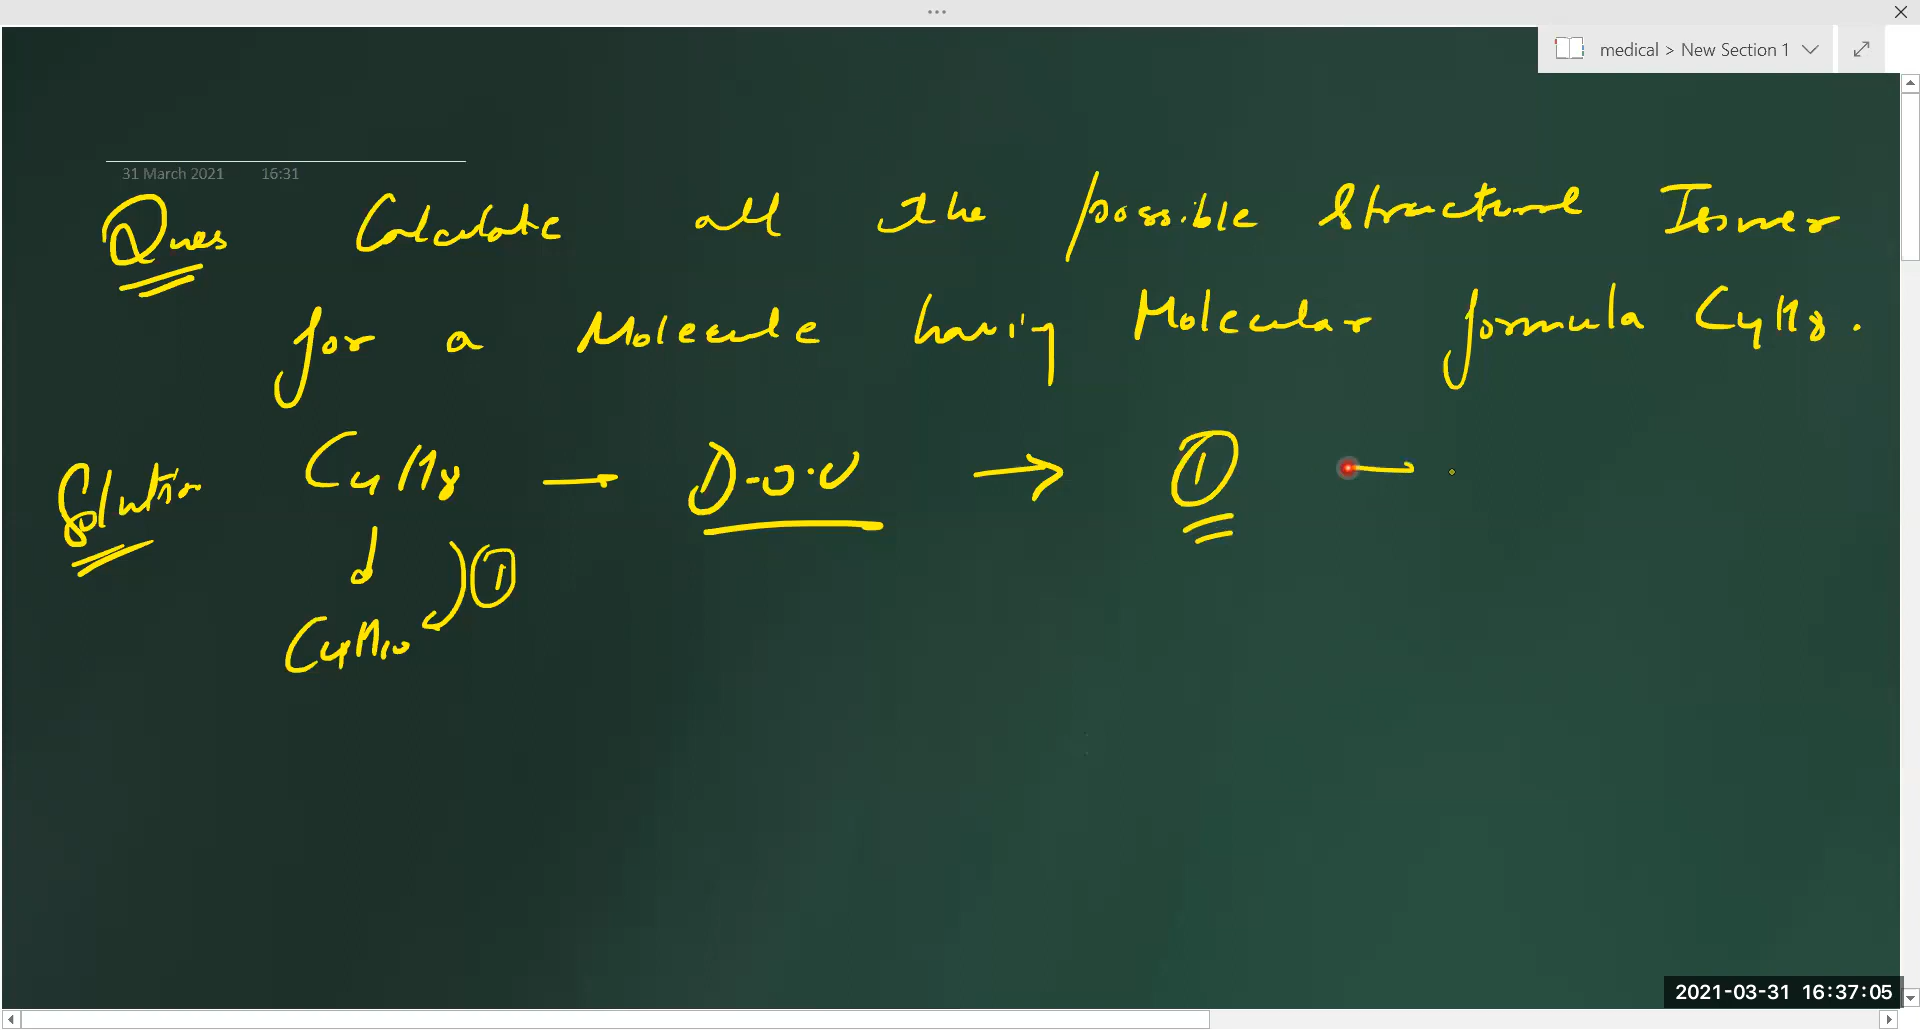 medical > New Section 1
31 March 2021 16:31
Ques Calculate all the possible Structural Isomer
for a Molecule having Molecular formula C4H8.
Solution C4H8 → D.O.U → 1 →
1
C4H10
2021-03-31 16:37:05